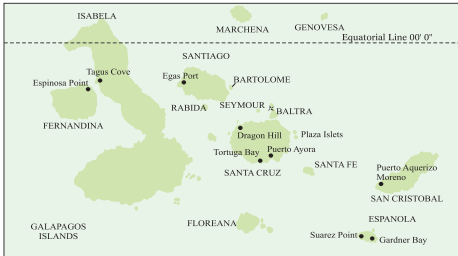 ISABELA
MARCHENA
GENOVESA
Equatorial Line 00' 0"
SANTIAGO
Tagus Cove
Egas Port
BARTOLOME
Espinosa Point
RABIDA
SEYMOUR
BALTRA
FERNANDINA
Dragon Hill
Plaza Islets
Tortuga Bay
Puerto Ayora
SANTA FE
SANTA CRUZ
Puerto Aquerizo
Moreno
SAN CRISTOBAL
GALAPAGOS
ISLANDS
FLOREANA
ESPANOLA
Suarez Point
Gardner Bay